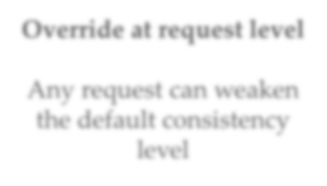 Override at request level
Any request can weaken
the default consistency
level